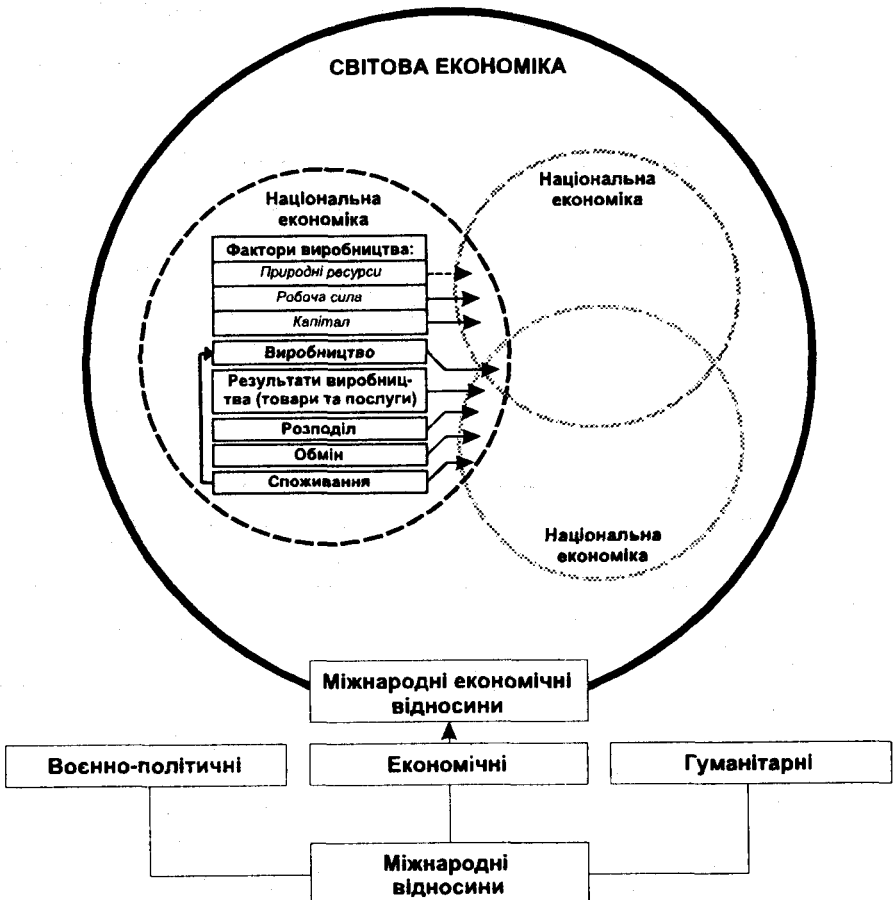 СВІТОВА ЕКОНОМІКА
Національна
економіка
Фактори виробництва:
Природні ресурси
Робоча сила
Капітал
Виробництво
Результати виробниц-
тва (товари та послуги)
Розподіл
Обмін
Споживання
Національна
економіка
Національна
економіка
Міжнародні економічні
відносини
Воєнно-політичні
Економічні
Гуманітарні
Міжнародні
відносини